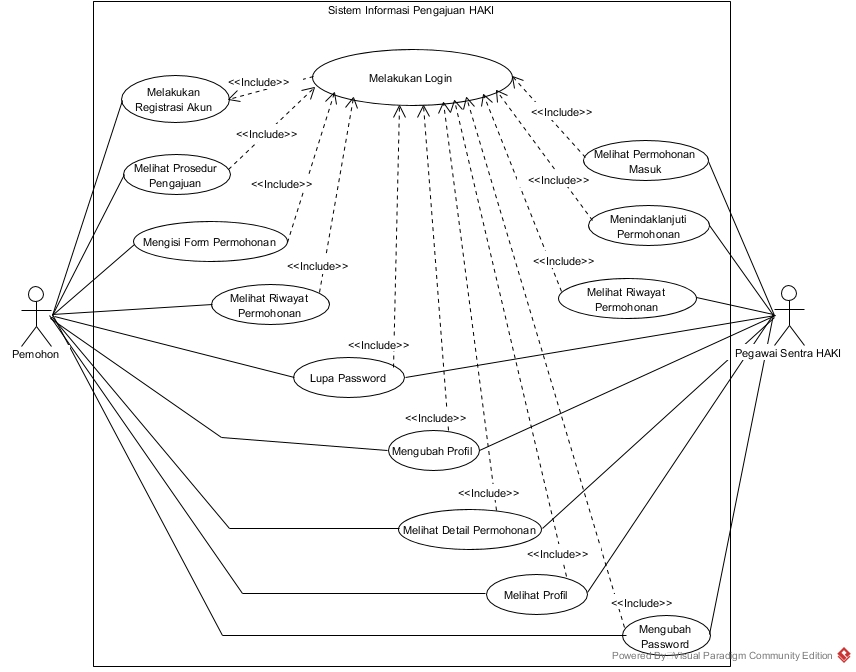 Sistem Informasi Pengajuan HAKI
Melakukan Login
<<Include>>
Melakukan
Registrasi Akun
<<Include>>
<<Include>>
Melihat Prosedur
Pengajuan
Melihat Permohonan
Masuk
<<Include>>
<<Include>>
Mengisi Form Permohonan
Menindaklanjuti
Permohonan
<<Include>>
<<Include>>
Melihat Riwayat
Permohonan
Melihat Riwayat
Permohonan
Pemohon
Pegawai Sentra HAKI
<<Include>>
Lupa Password
<<Include>>
Mengubah Profil
<<Include>>
Melihat Detail Permohonan
<<Include>>
Melihat Profil
<<Include>>
Mengubah
Password
Powered By Visual Paradigm Community Edition